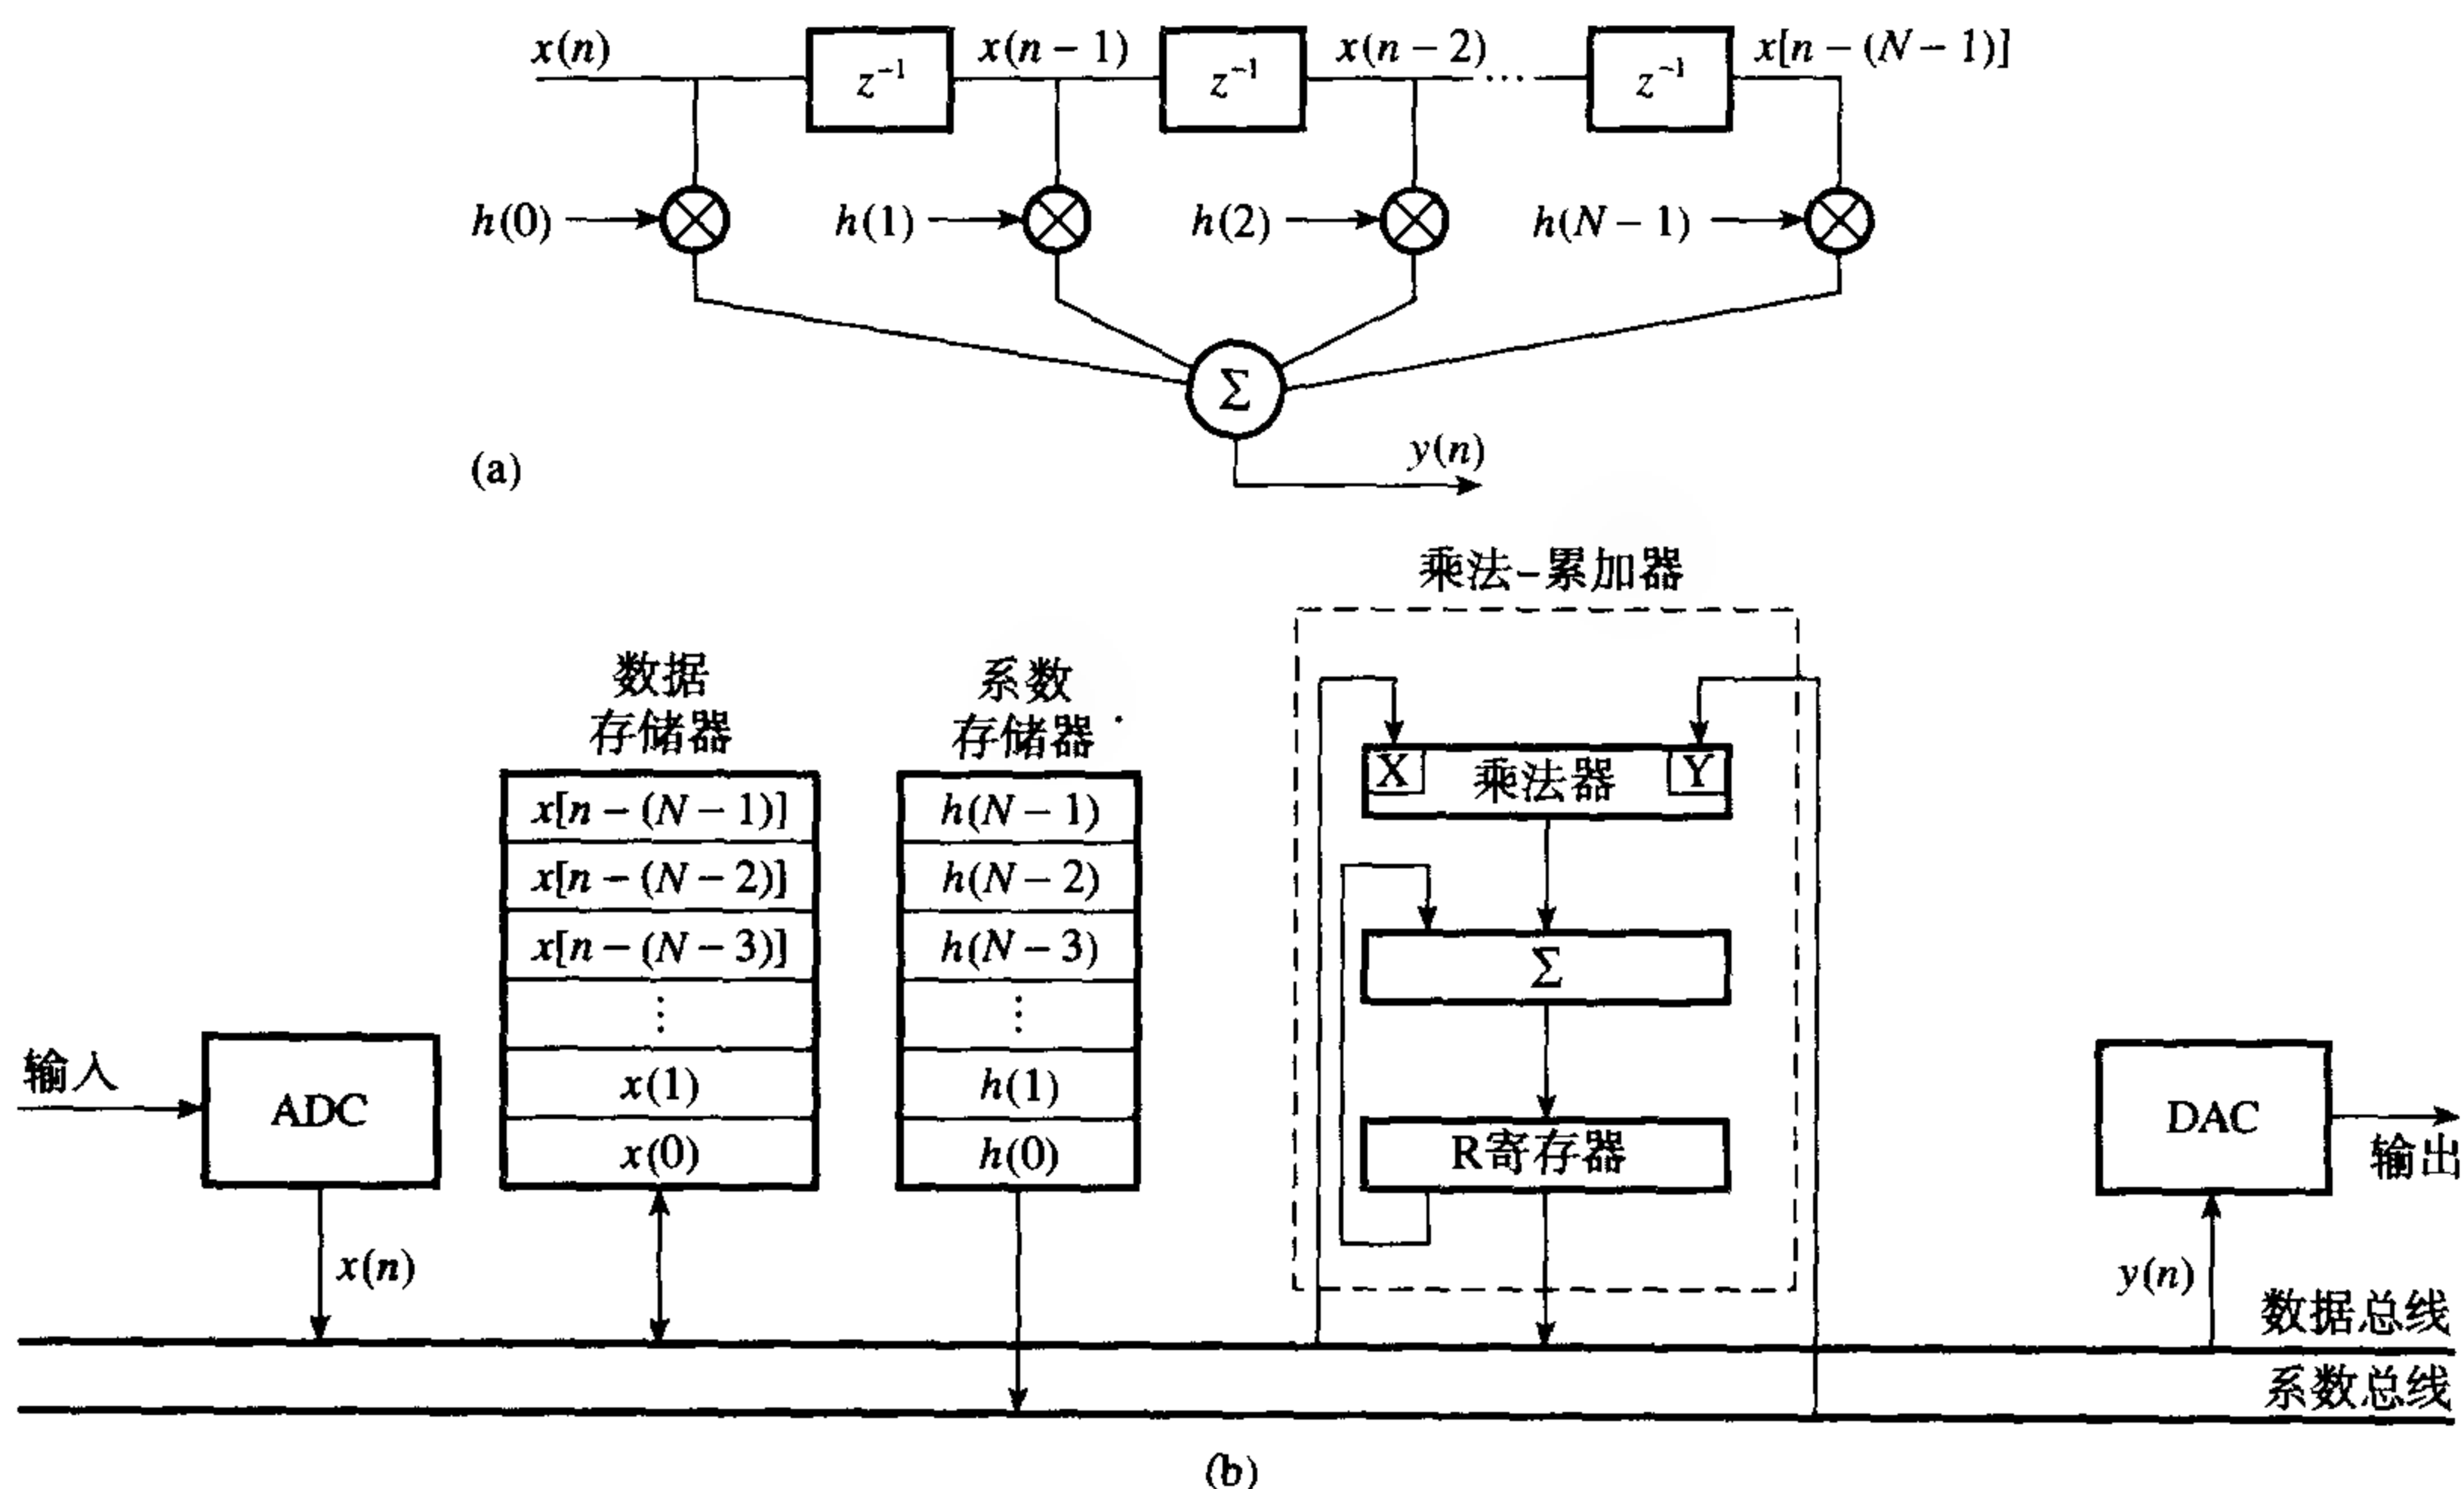 x(n)
z⁻¹
x(n – 1)
z⁻¹
x(n – 2)
...
z⁻¹
x[n – (N – 1)]
h(0)
h(1)
h(2)
h(N – 1)
Σ
y(n)
(a)
乘法–累加器
数据
存储器
系数
存储器
x[n – (N – 1)]
x[n – (N – 2)]
x[n – (N – 3)]
⋮
x(1)
x(0)
h(N – 1)
h(N – 2)
h(N – 3)
⋮
h(1)
h(0)
X
乘法器
Y
Σ
R寄存器
输入
ADC
x(n)
DAC
输出
y(n)
数据总线
系数总线
(b)